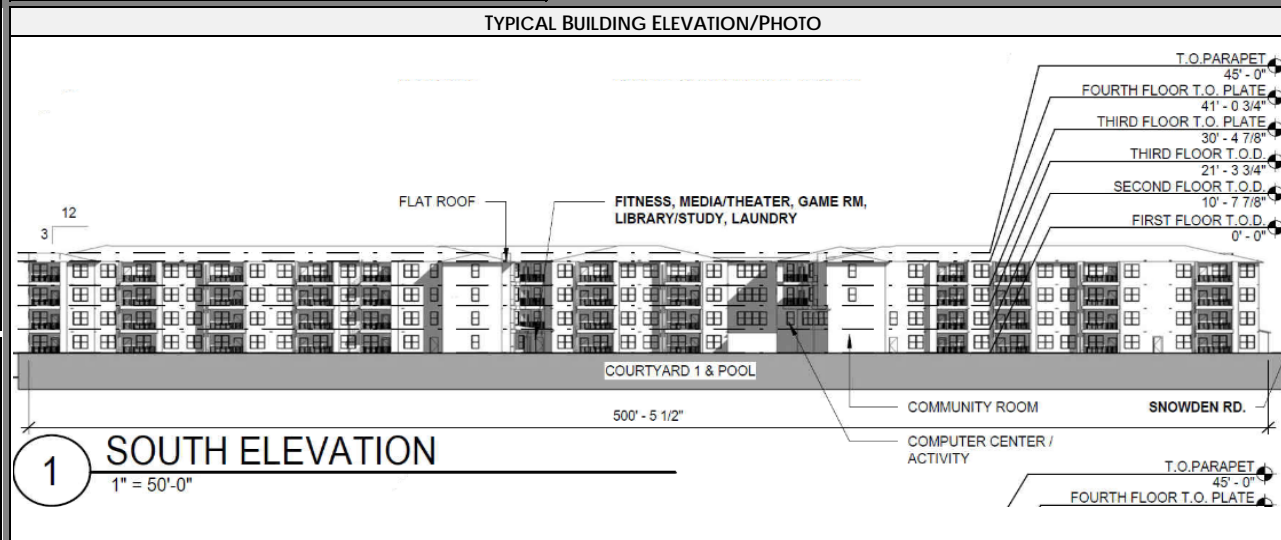 TYPICAL BUILDING ELEVATION/PHOTO
T.O.PARAPET
45' - 0"
FOURTH FLOOR T.O. PLATE
41' - 0 3/4"
THIRD FLOOR T.O. PLATE
30' - 4 7/8"
THIRD FLOOR T.O.D.
21' - 3 3/4"
SECOND FLOOR T.O.D.
10' - 7 7/8"
FIRST FLOOR T.O.D.
0' - 0"
FLAT ROOF
FITNESS, MEDIA/THEATER, GAME RM,
LIBRARY/STUDY, LAUNDRY
12
3
COURTYARD 1 & POOL
COMMUNITY ROOM
SNOWDEN RD.
500' - 5 1/2"
COMPUTER CENTER /
ACTIVITY
1
SOUTH ELEVATION
1" = 50'-0"
T.O.PARAPET
45' - 0"
FOURTH FLOOR T.O. PLATE